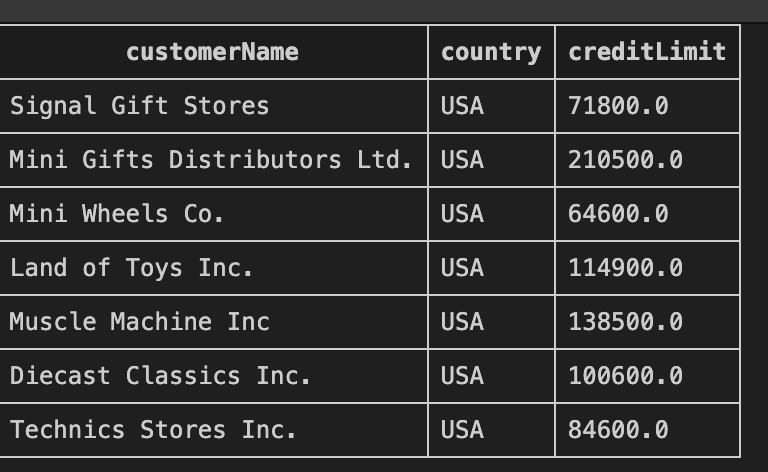 customerName country creditLimit
Signal Gift Stores USA 71800.0
Mini Gifts Distributors Ltd. USA 210500.0
Mini Wheels Co. USA 64600.0
Land of Toys Inc. USA 114900.0
Muscle Machine Inc USA 138500.0
Diecast Classics Inc. USA 100600.0
Technics Stores Inc. USA 84600.0